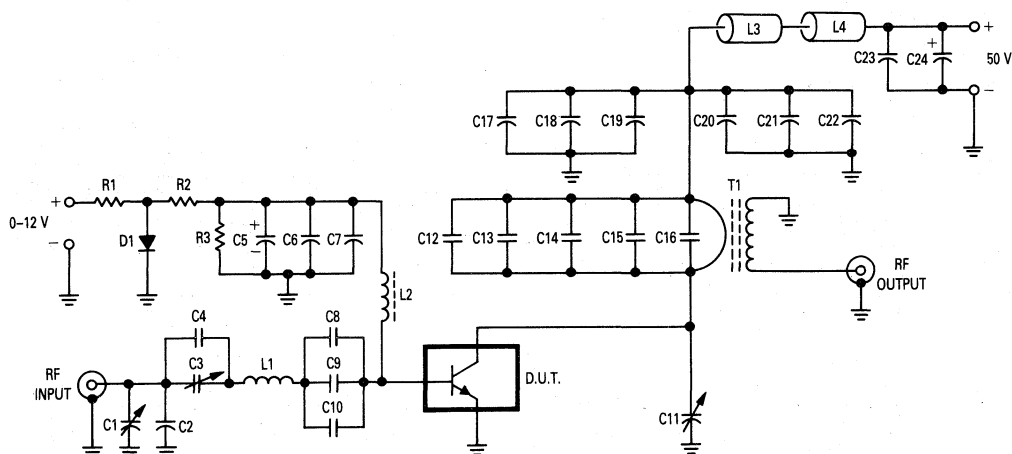 L3
L4
+
C23
+
C24
50 V
-
C17
C18
C19
C20
C21
C22
T1
R1
R2
+
0–12 V
-
D1
R3
+
C5
-
C6
C7
C12
C13
C14
C15
C16
RF
OUTPUT
L2
C4
C3
L1
C8
C9
C10
D.U.T.
RF
INPUT
C1
C2
C11